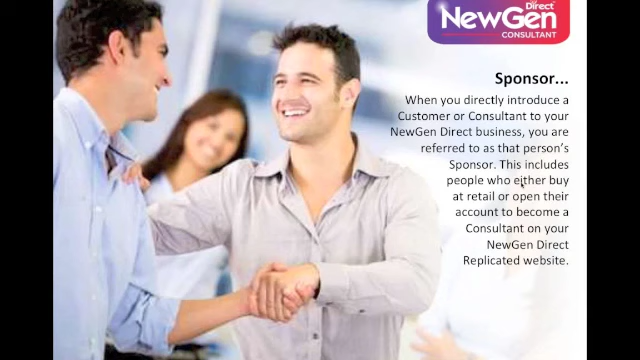 Direct
NewGen
CONSULTANT
Sponsor...
When you directly introduce a
Customer or Consultant to your
NewGen Direct business, you are
referred to as that person's
Sponsor. This includes
people who either buy
at retail or open their
account to become a
Consultant on your
NewGen Direct
Replicated website.